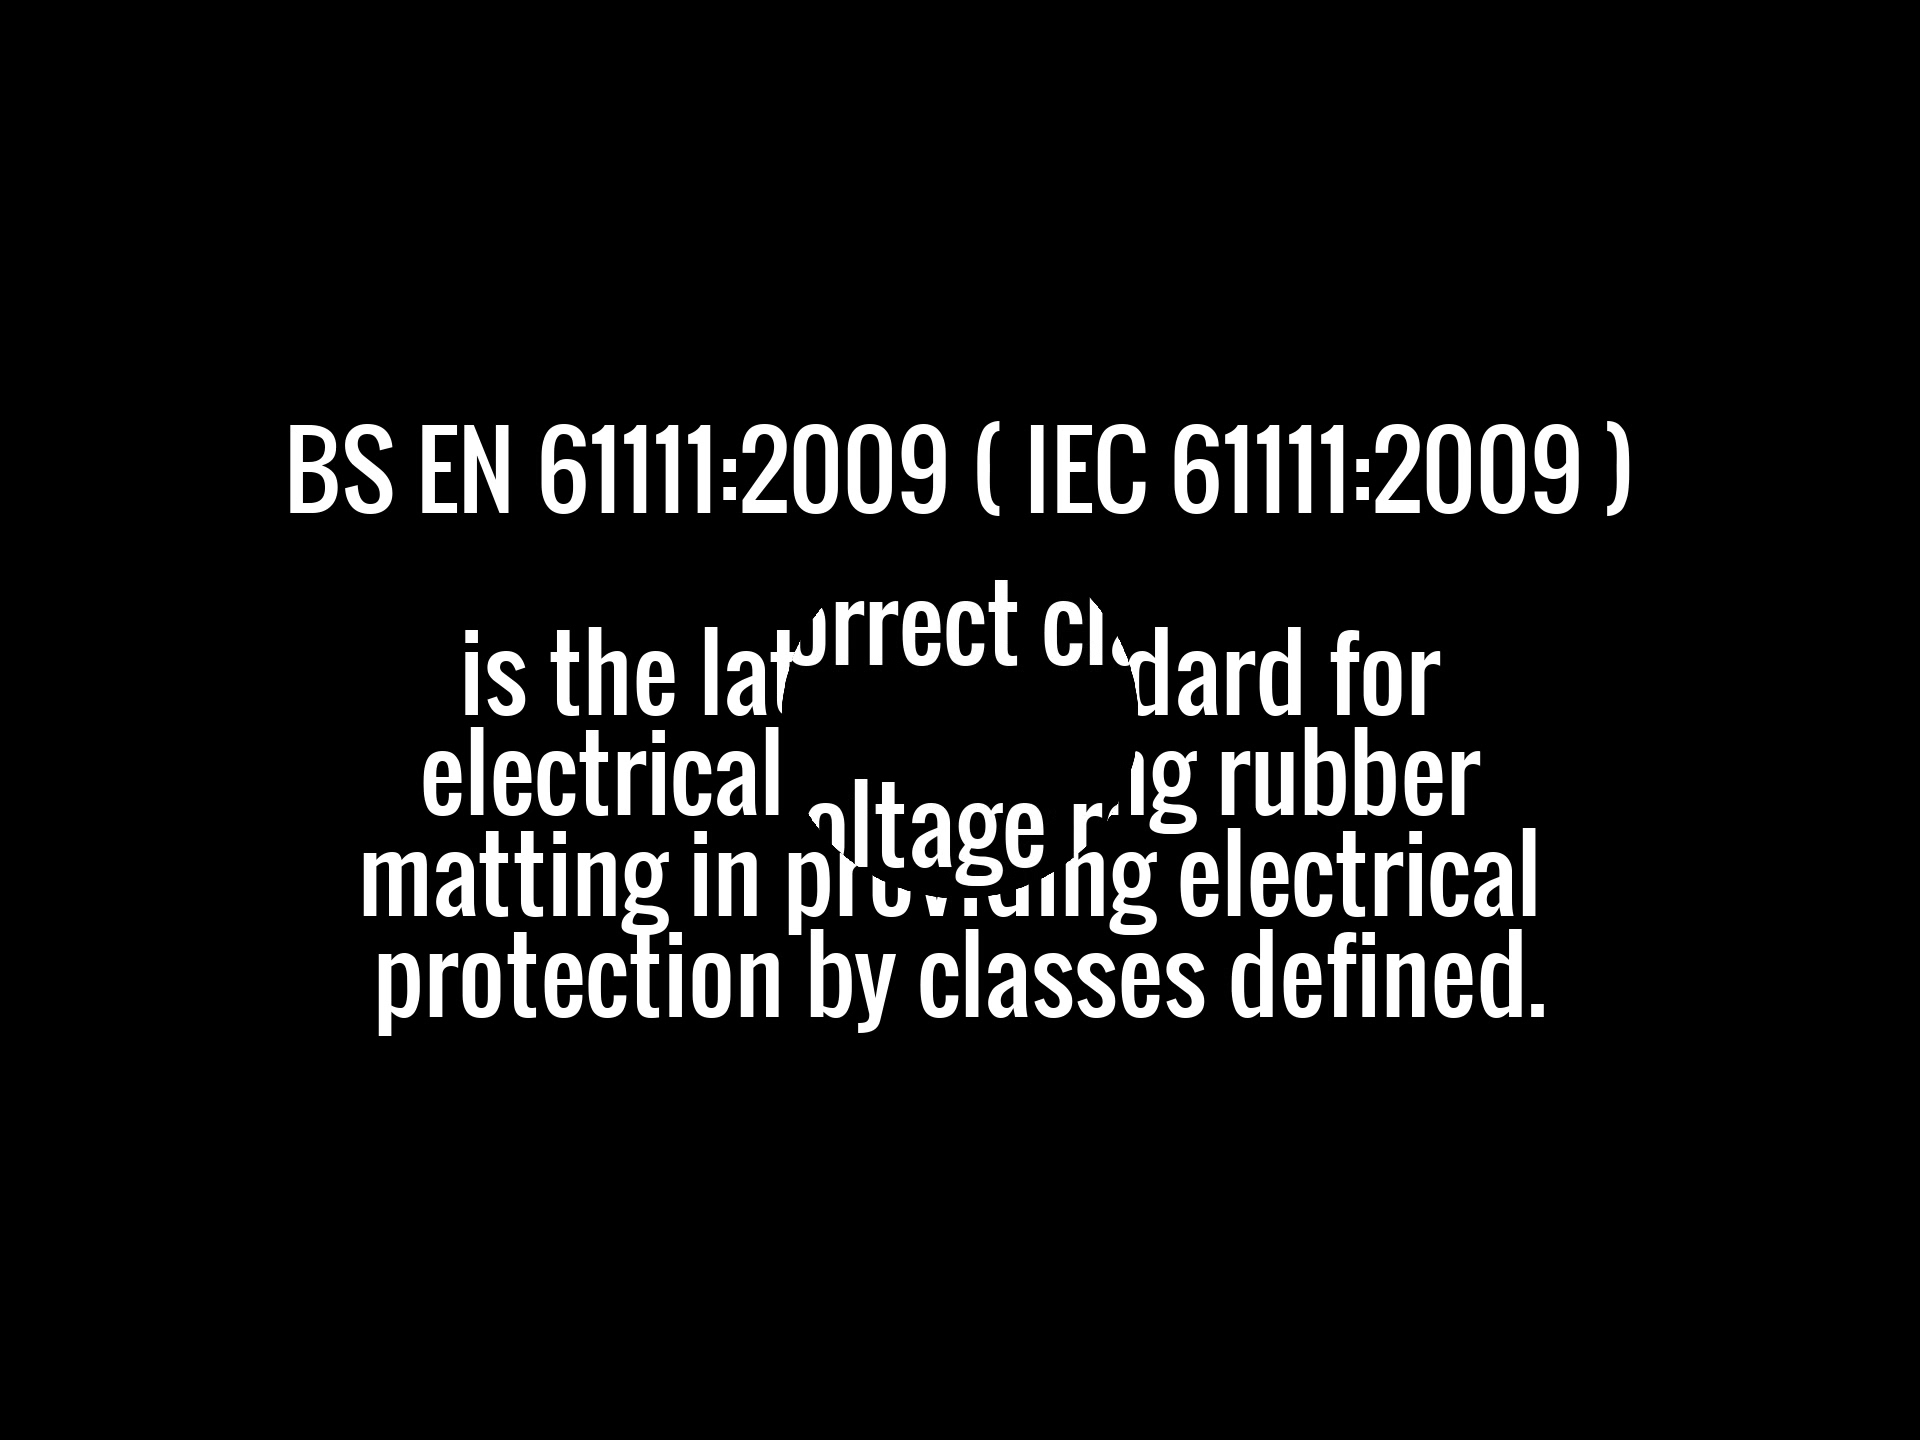 BS EN 61111:2009 ( IEC 61111:2009 )
is the dard for
electrical rubber
matting in electrical
protection by classes defined.